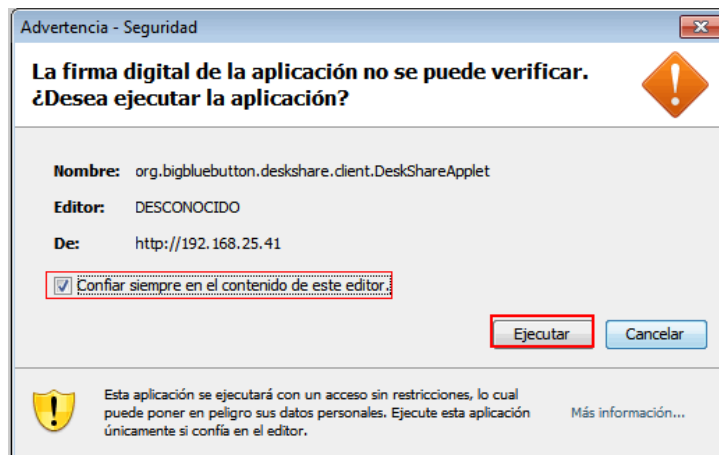 Advertencia - Seguridad
La firma digital de la aplicación no se puede verificar.
¿Desea ejecutar la aplicación?
Nombre: org.bigbluebutton.deskshare.client.DeskShareApplet
Editor: DESCONOCIDO
De: http://192.168.25.41
Confiar siempre en el contenido de este editor.
Ejecutar Cancelar
Esta aplicación se ejecutará con un acceso sin restricciones, lo cual
puede poner en peligro sus datos personales. Ejecute esta aplicación Más información...
únicamente si confía en el editor.